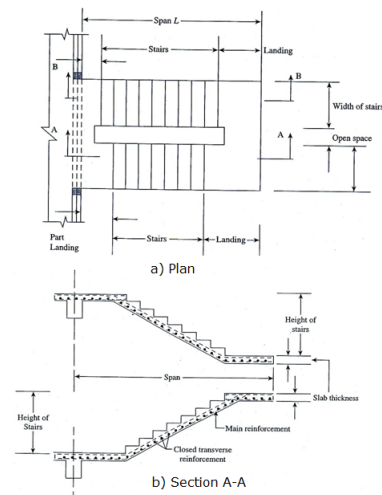 Span L
Stairs
Landing
B
B
Width of stairs
A
A
Open space
Part
Landing
Stairs
Landing
a) Plan
Height of
stairs
Span
Slab thickness
Height of
Stairs
Main reinforcement
Closed transverse
reinforcement
b) Section A-A